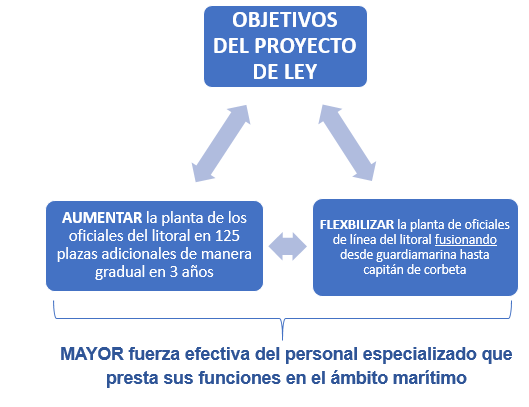 OBJETIVOS
DEL PROYECTO
DE LEY
AUMENTAR la planta de los
oficiales del litoral en 125
plazas adicionales de manera
gradual en 3 años
FLEXBILIZAR la planta de oficiales
de línea del litoral fusionando
desde guardiamarina hasta
capitán de corbeta
MAYOR fuerza efectiva del personal especializado que
presta sus funciones en el ámbito marítimo